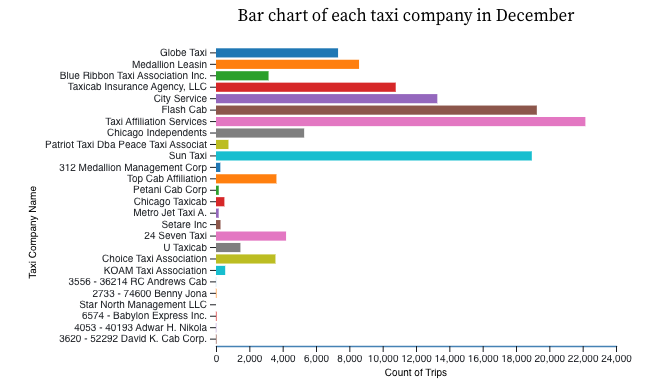 Bar chart of each taxi company in December
Globe Taxi
Medallion Leasin
Blue Ribbon Taxi Association Inc.
Taxicab Insurance Agency, LLC
City Service
Flash Cab
Taxi Affiliation Services
Chicago Independents
Patriot Taxi Dba Peace Taxi Associat
Sun Taxi
312 Medallion Management Corp
Top Cab Affiliation
Petani Cab Corp
Chicago Taxicab
Metro Jet Taxi A.
Setare Inc
24 Seven Taxi
U Taxicab
Choice Taxi Association
KOAM Taxi Association
3556 - 36214 RC Andrews Cab
2733 - 74600 Benny Jona
Star North Management LLC
6574 - Babylon Express Inc.
4053 - 40193 Adwar H. Nikola
3620 - 52292 David K. Cab Corp.
Taxi Company Name
0 2,000 4,000 6,000 8,000 10,000 12,000 14,000 16,000 18,000 20,000 22,000 24,000
Count of Trips